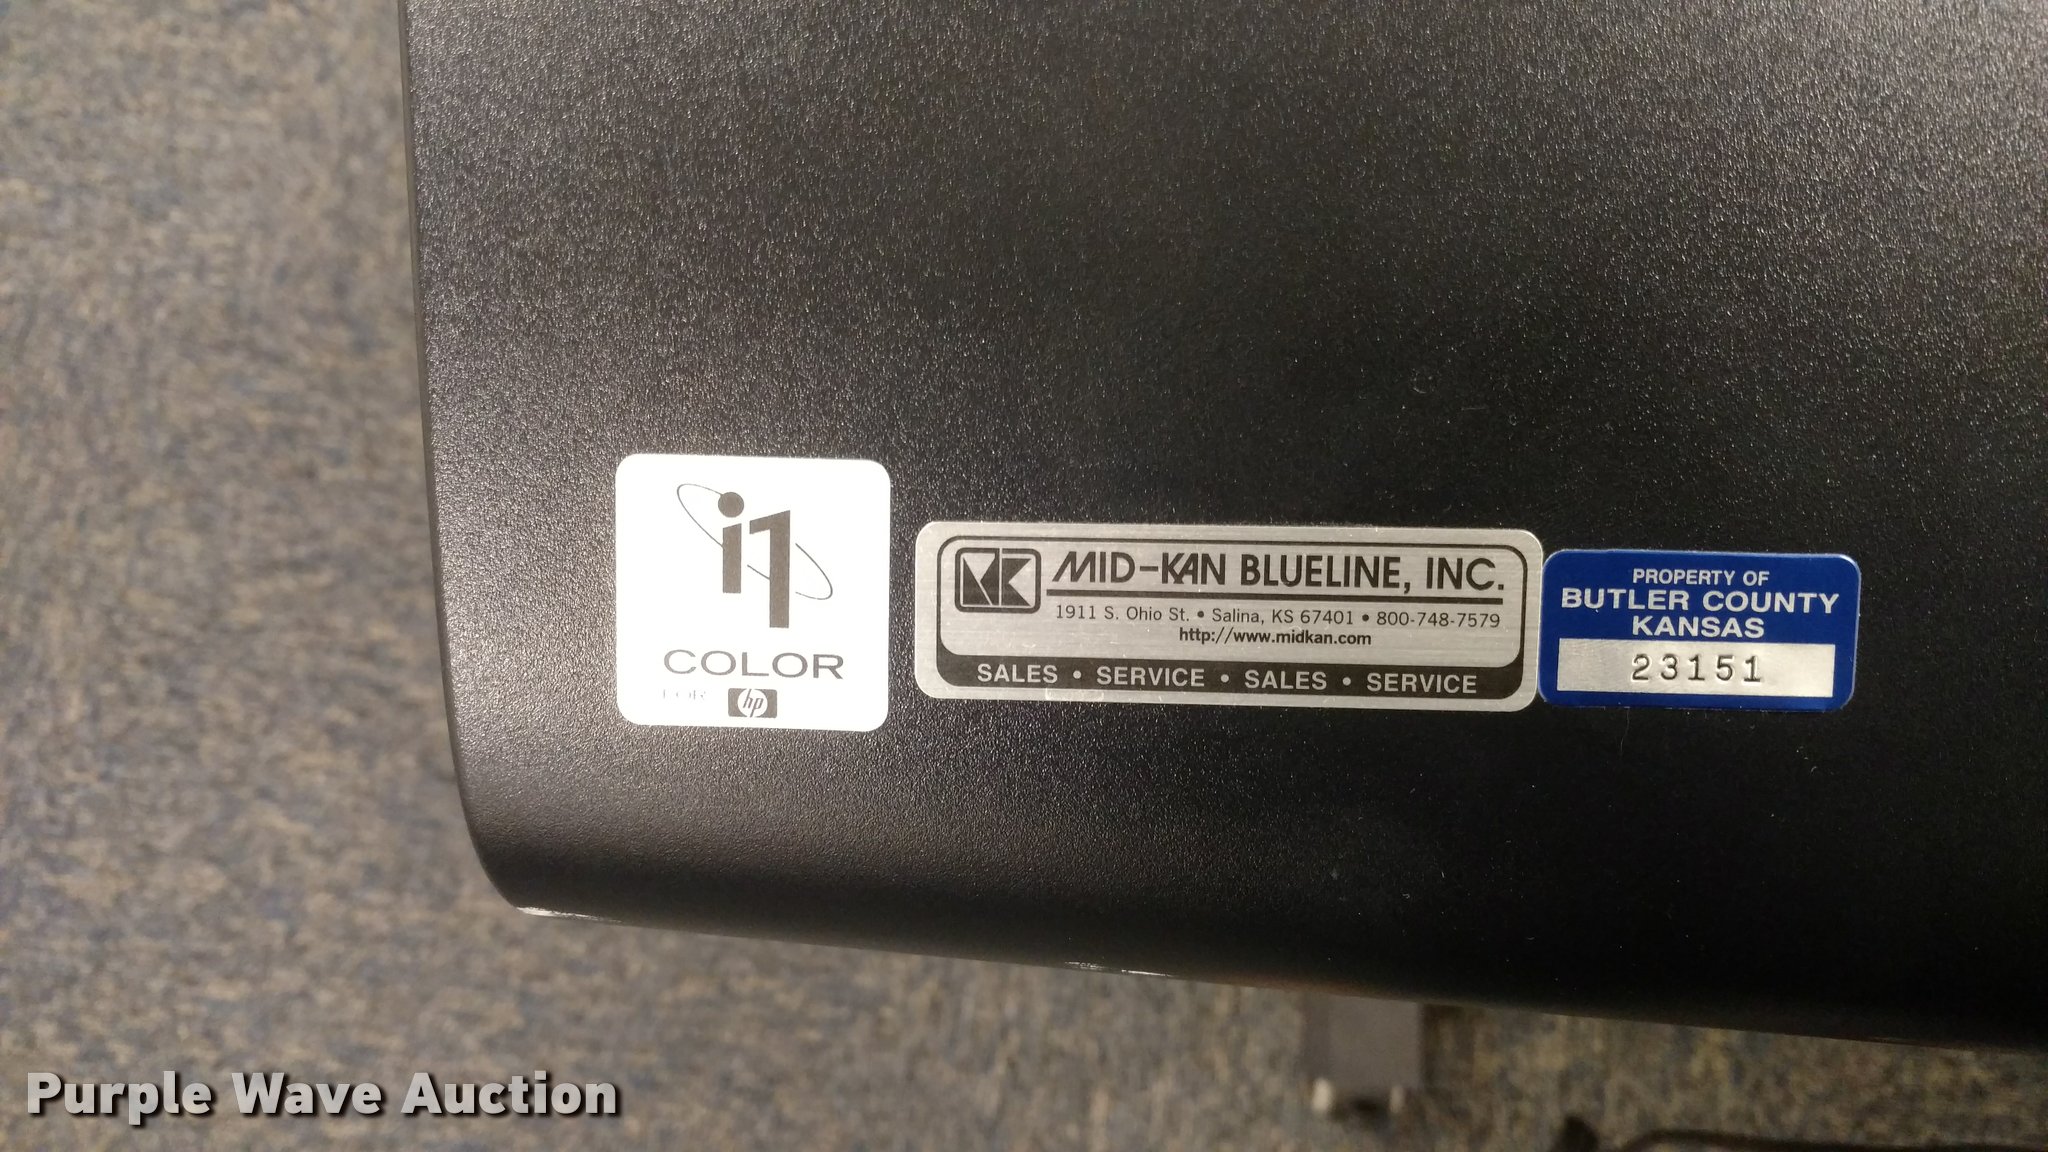 i1
COLOR
FOR hp
MID-KAN BLUELINE, INC.
1911 S. Ohio St. • Salina, KS 67401 • 800-748-7579
http://www.midkan.com
SALES • SERVICE • SALES • SERVICE
PROPERTY OF
BUTLER COUNTY
KANSAS
23151
Purple Wave Auction